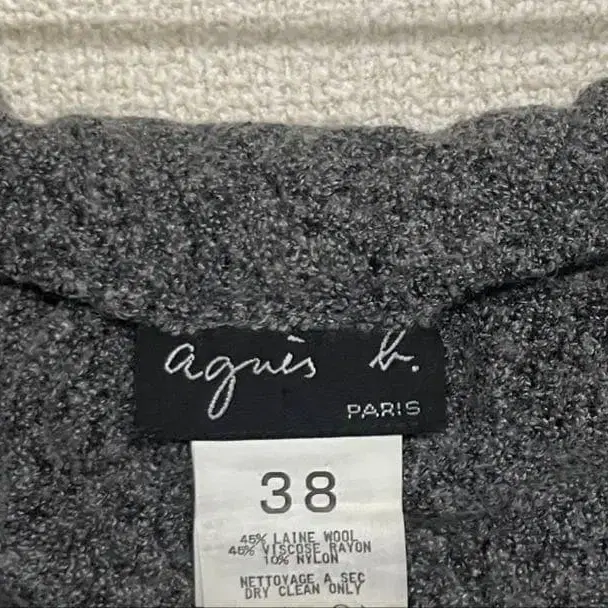 agnès b.
PARIS
38
45% LAINE WOOL
45% VISCOSE RAYON
10% NYLON
NETTOYAGE A SEC
DRY CLEAN ONLY